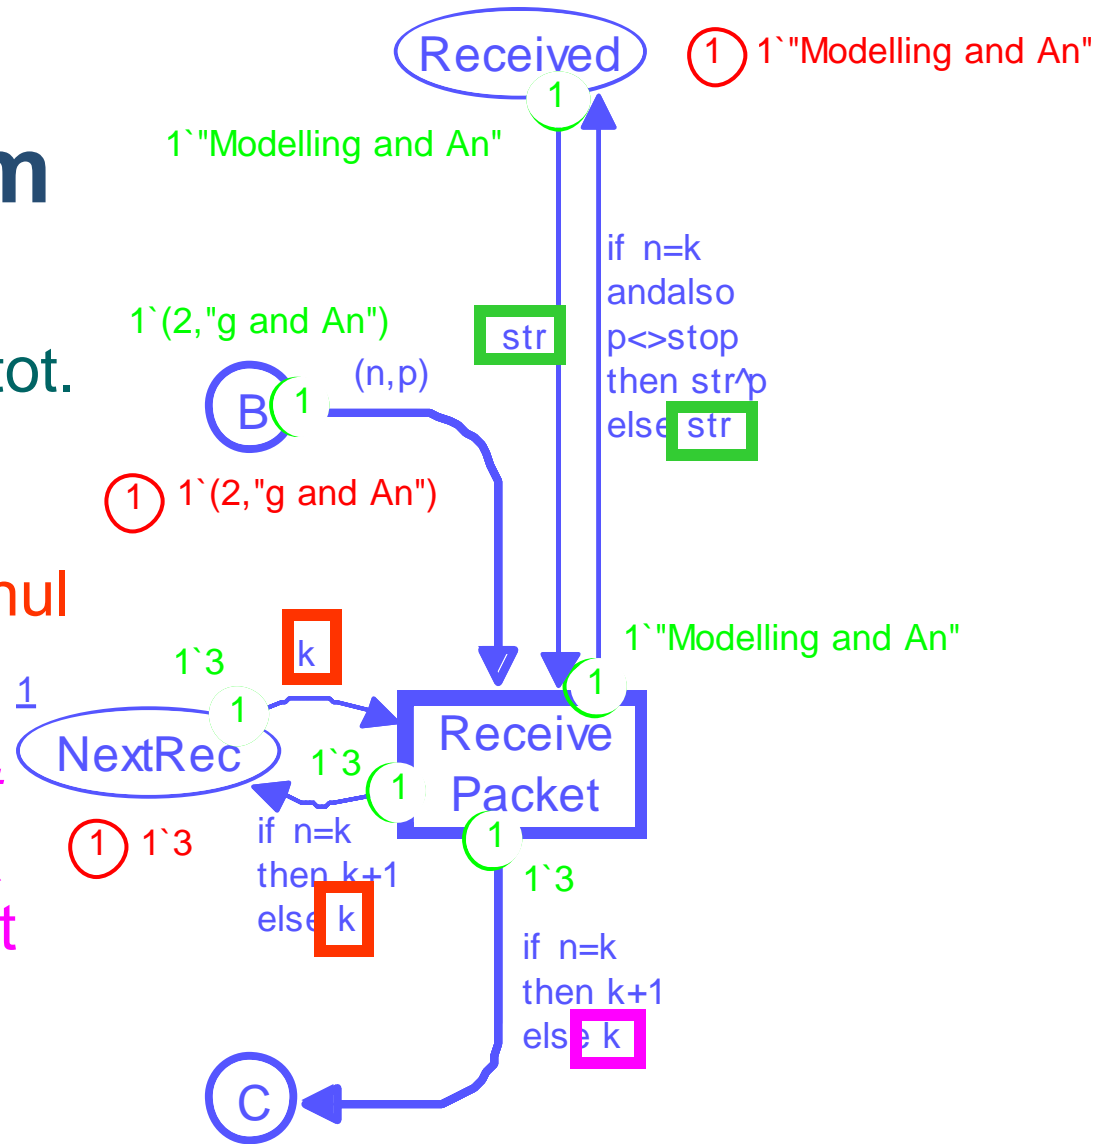 Received
1 1`"Modelling and An"
1
1`"Modelling and An"
m
if n=k
andalso
p<>stop
then str^p
else str
str
1`(2,"g and An")
(n,p)
tot.
B 1
1 1`(2,"g and An")
nul
1`"Modelling and An"
k
1`3
1
1
1
Receive
Packet
NextRec
1`3
1
1
1 1`3
if n=k
then k+1
else k
1`3
t
if n=k
then k+1
else k
C